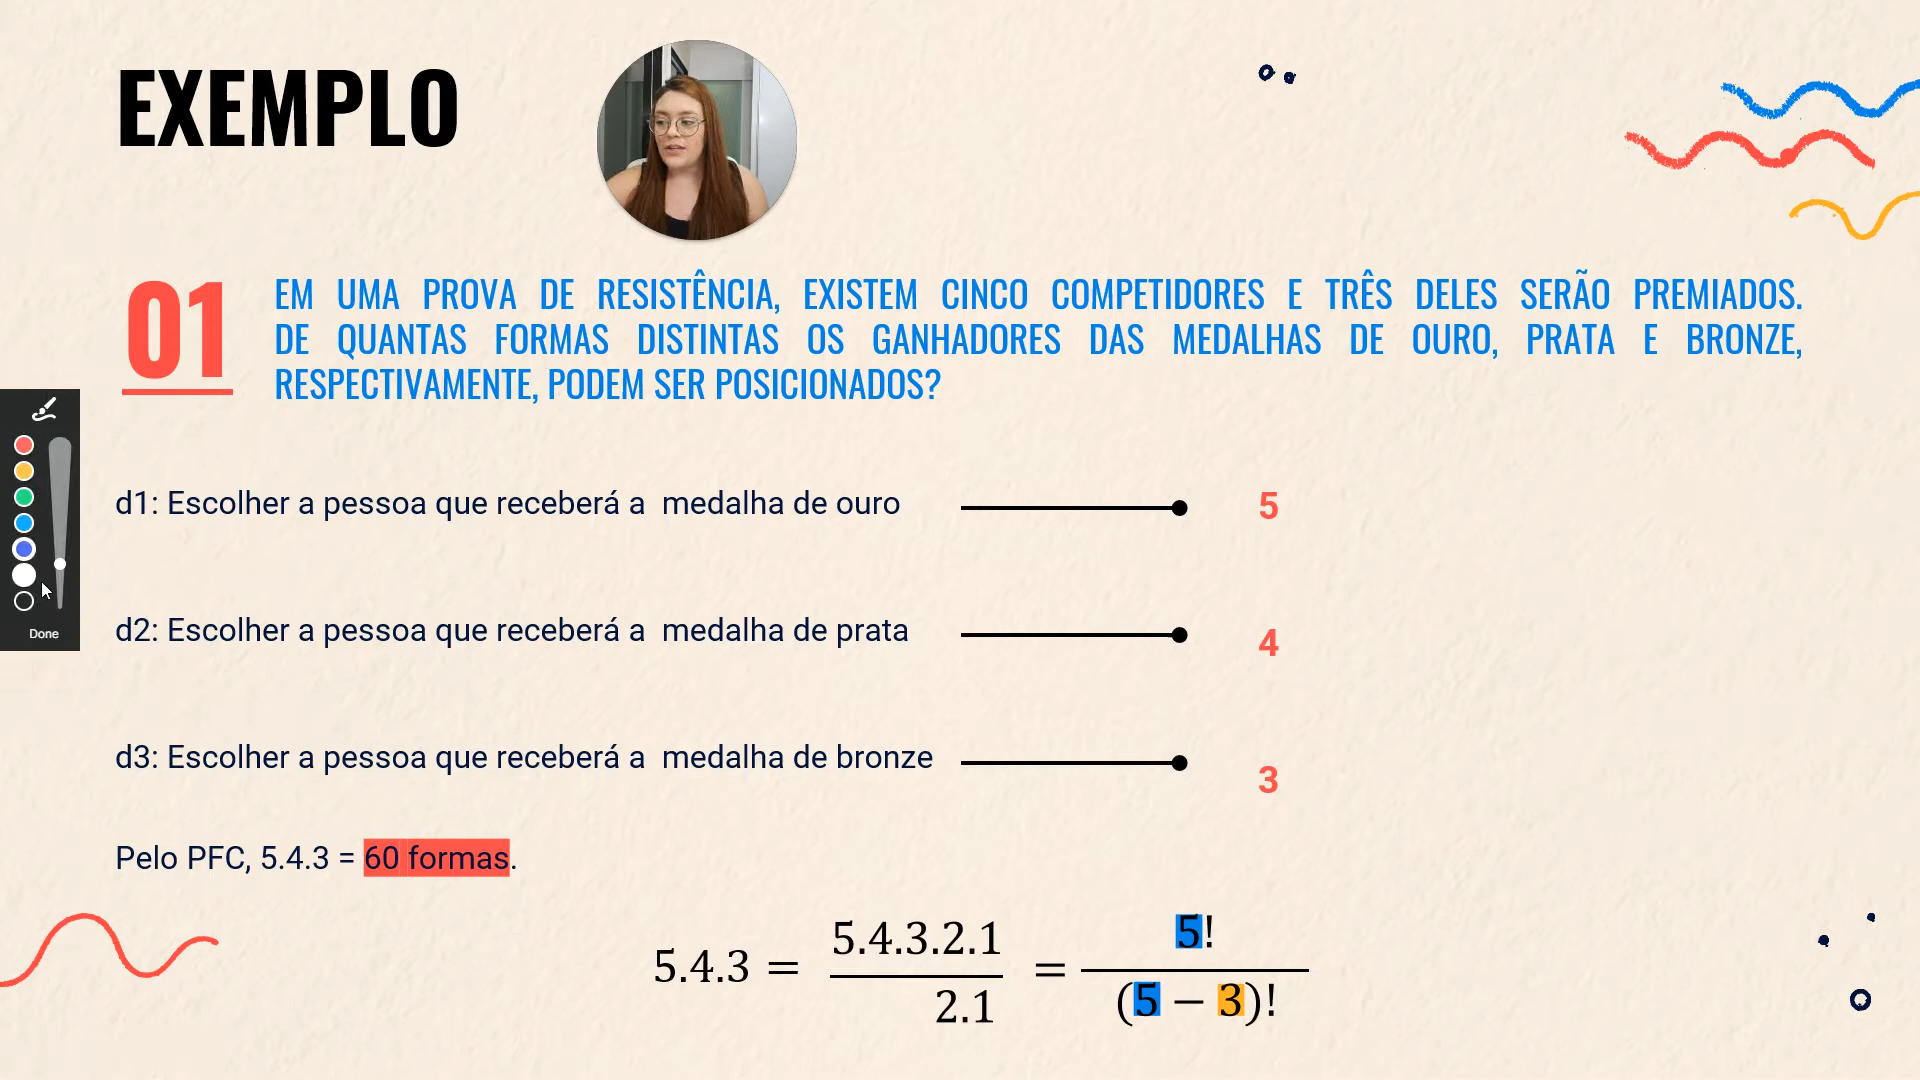 EXEMPLO
01
EM UMA PROVA DE RESISTÊNCIA, EXISTEM CINCO COMPETIDORES E TRÊS DELES SERÃO PREMIADOS.
DE QUANTAS FORMAS DISTINTAS OS GANHADORES DAS MEDALHAS DE OURO, PRATA E BRONZE,
RESPECTIVAMENTE, PODEM SER POSICIONADOS?
d1: Escolher a pessoa que receberá a medalha de ouro 5
Done
d2: Escolher a pessoa que receberá a medalha de prata 4
d3: Escolher a pessoa que receberá a medalha de bronze 3
Pelo PFC, 5.4.3 = 60 formas.
5.4.3 = 5.4.3.2.1 / 2.1 = 5! / (5 − 3)!